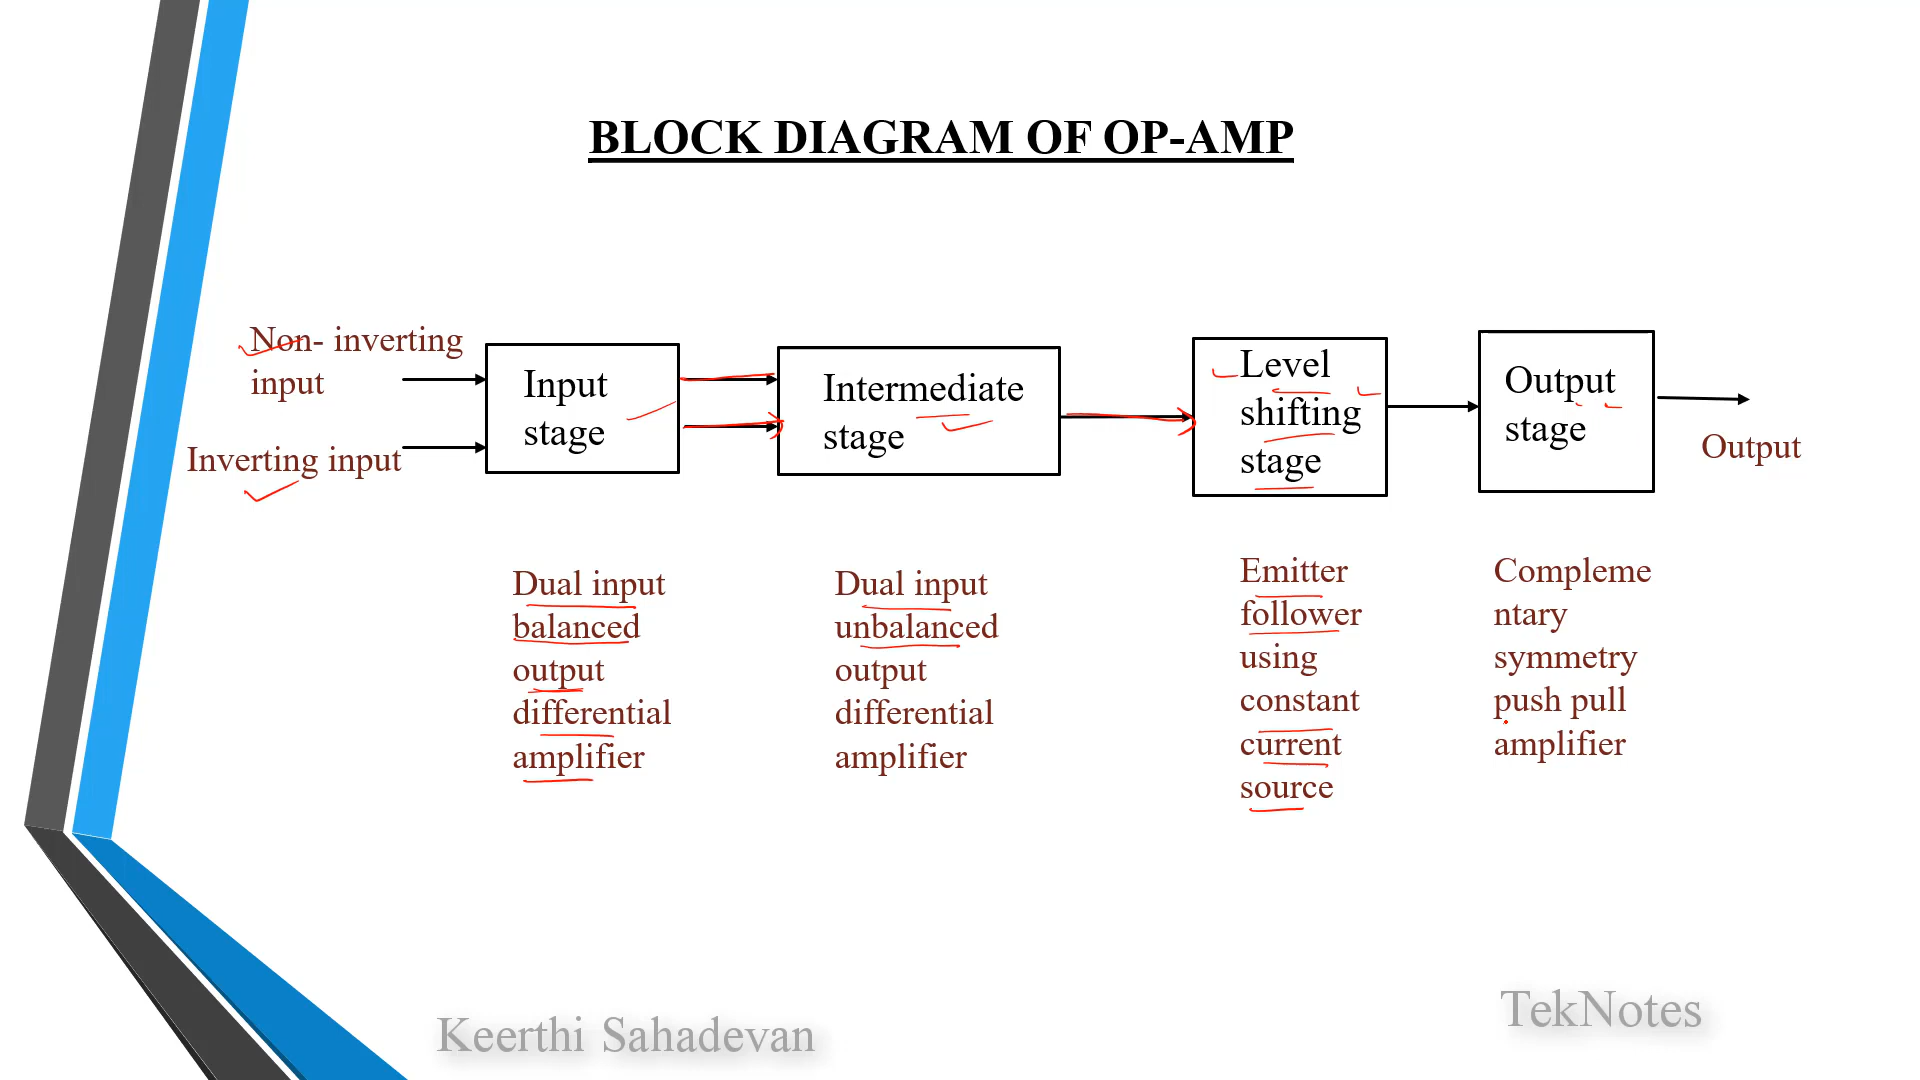 BLOCK DIAGRAM OF OP-AMP
Non- inverting
input
Inverting input
Input
stage
Intermediate
stage
Level
shifting
stage
Output
stage
Output
Dual input
balanced
output
differential
amplifier
Dual input
unbalanced
output
differential
amplifier
Emitter
follower
using
constant
current
source
Compleme
ntary
symmetry
push pull
amplifier
Keerthi Sahadevan
TekNotes